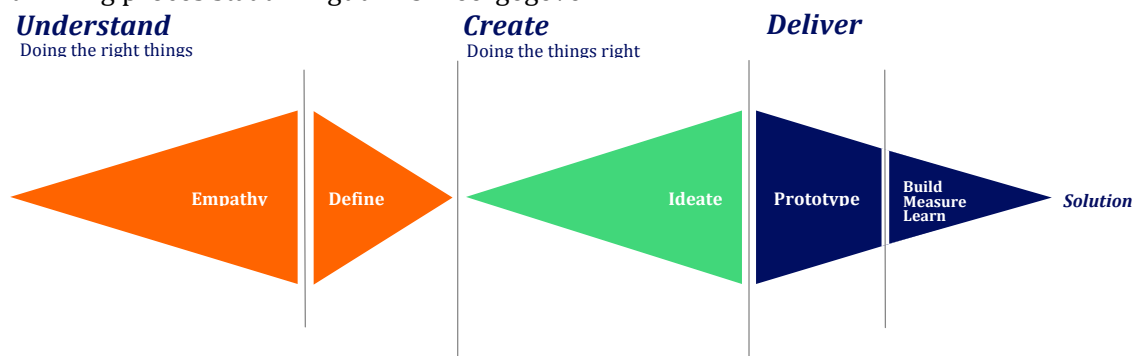 Understand
Doing the right things
Create
Doing the things right
Deliver
Empathy
Define
Ideate
Prototype
Build
Measure
Learn
Solution